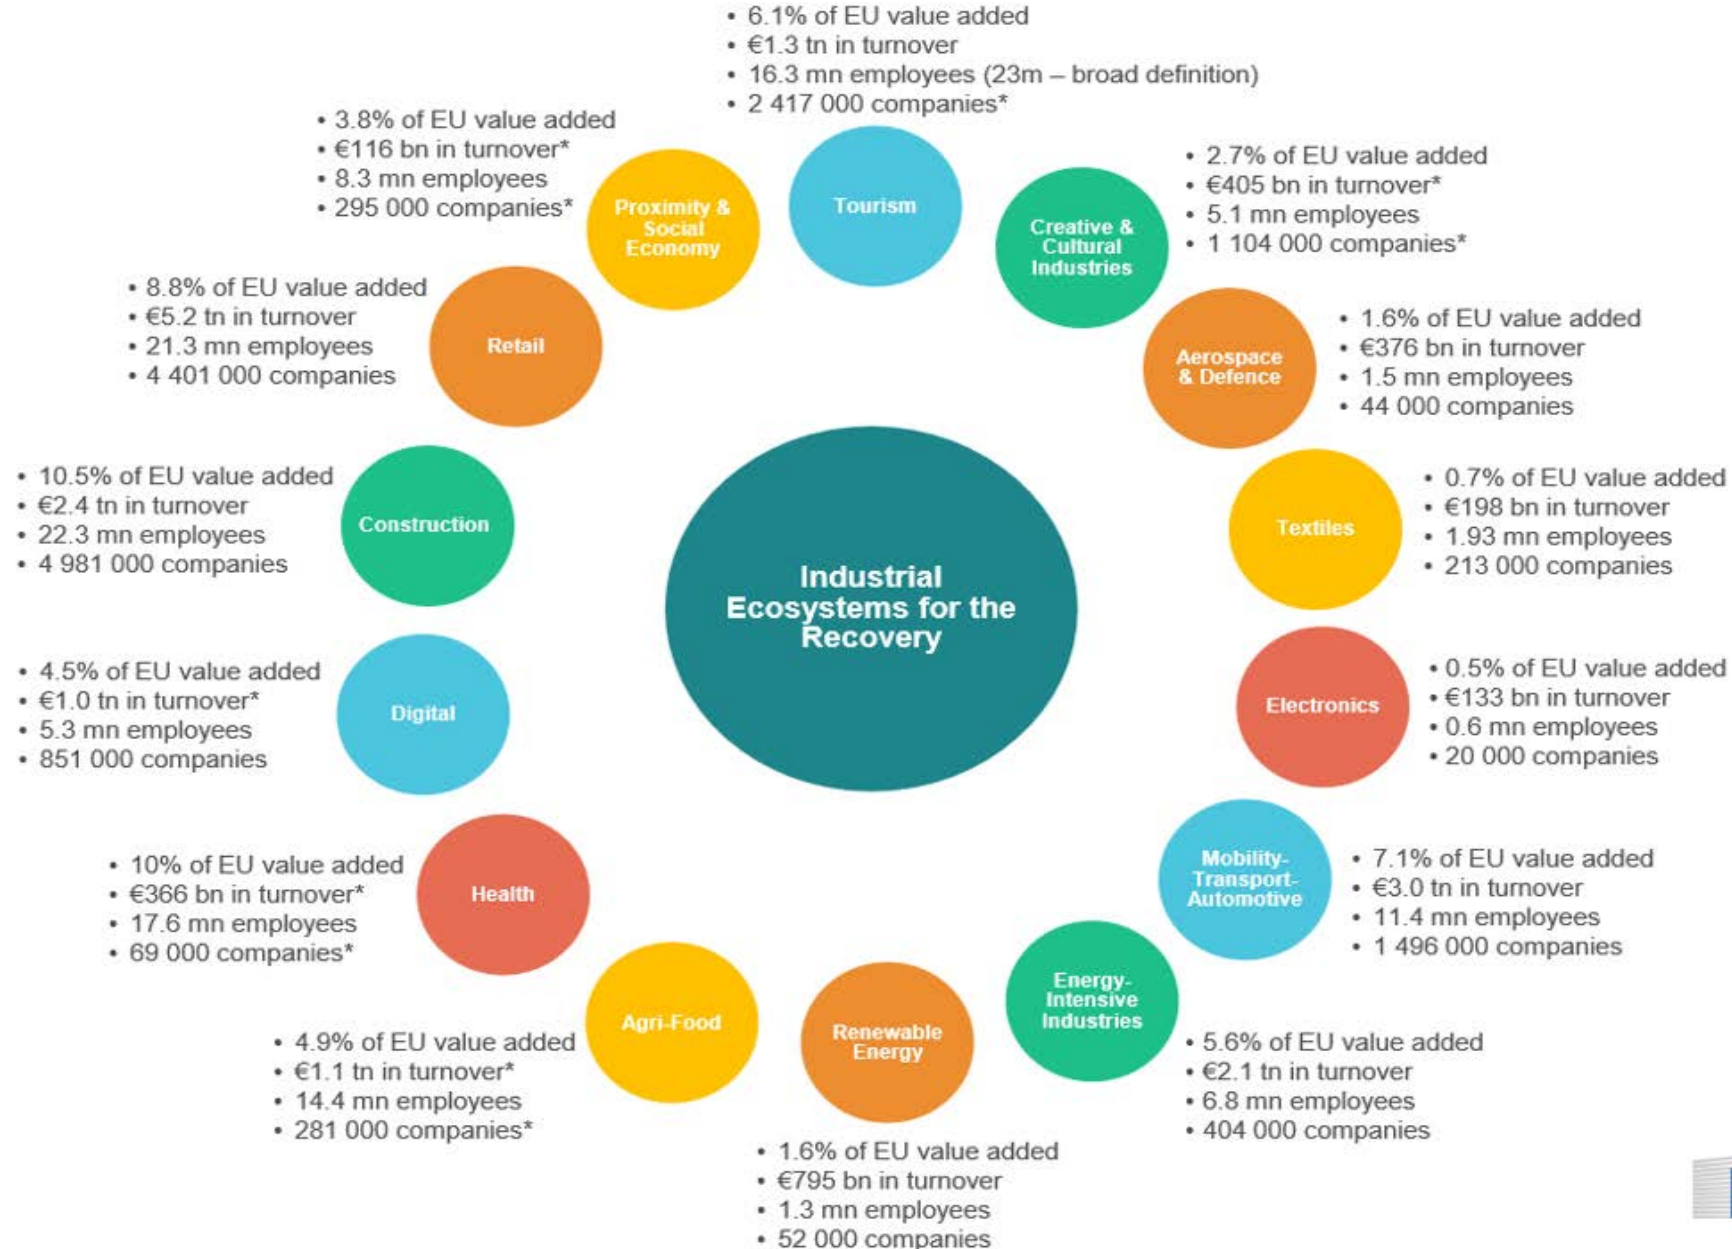 • 6.1% of EU value added
• €1.3 tn in turnover
• 16.3 mn employees (23m – broad definition)
• 2 417 000 companies*
Tourism
• 2.7% of EU value added
• €405 bn in turnover*
• 5.1 mn employees
• 1 104 000 companies*
Creative &
Cultural
Industries
• 1.6% of EU value added
• €376 bn in turnover
• 1.5 mn employees
• 44 000 companies
Aerospace
& Defence
• 0.7% of EU value added
• €198 bn in turnover
• 1.93 mn employees
• 213 000 companies
Textiles
• 0.5% of EU value added
• €133 bn in turnover
• 0.6 mn employees
• 20 000 companies
Electronics
• 7.1% of EU value added
• €3.0 tn in turnover
• 11.4 mn employees
• 1 496 000 companies
Mobility-
Transport-
Automotive
• 5.6% of EU value added
• €2.1 tn in turnover
• 6.8 mn employees
• 404 000 companies
Energy-
Intensive
Industries
• 1.6% of EU value added
• €795 bn in turnover
• 1.3 mn employees
• 52 000 companies
Renewable
Energy
• 4.9% of EU value added
• €1.1 tn in turnover*
• 14.4 mn employees
• 281 000 companies*
Agri-Food
• 10% of EU value added
• €366 bn in turnover*
• 17.6 mn employees
• 69 000 companies*
Health
• 4.5% of EU value added
• €1.0 tn in turnover*
• 5.3 mn employees
• 851 000 companies
Digital
• 10.5% of EU value added
• €2.4 tn in turnover
• 22.3 mn employees
• 4 981 000 companies
Construction
• 8.8% of EU value added
• €5.2 tn in turnover
• 21.3 mn employees
• 4 401 000 companies
Retail
• 3.8% of EU value added
• €116 bn in turnover*
• 8.3 mn employees
• 295 000 companies*
Proximity &
Social
Economy
Industrial
Ecosystems for the
Recovery